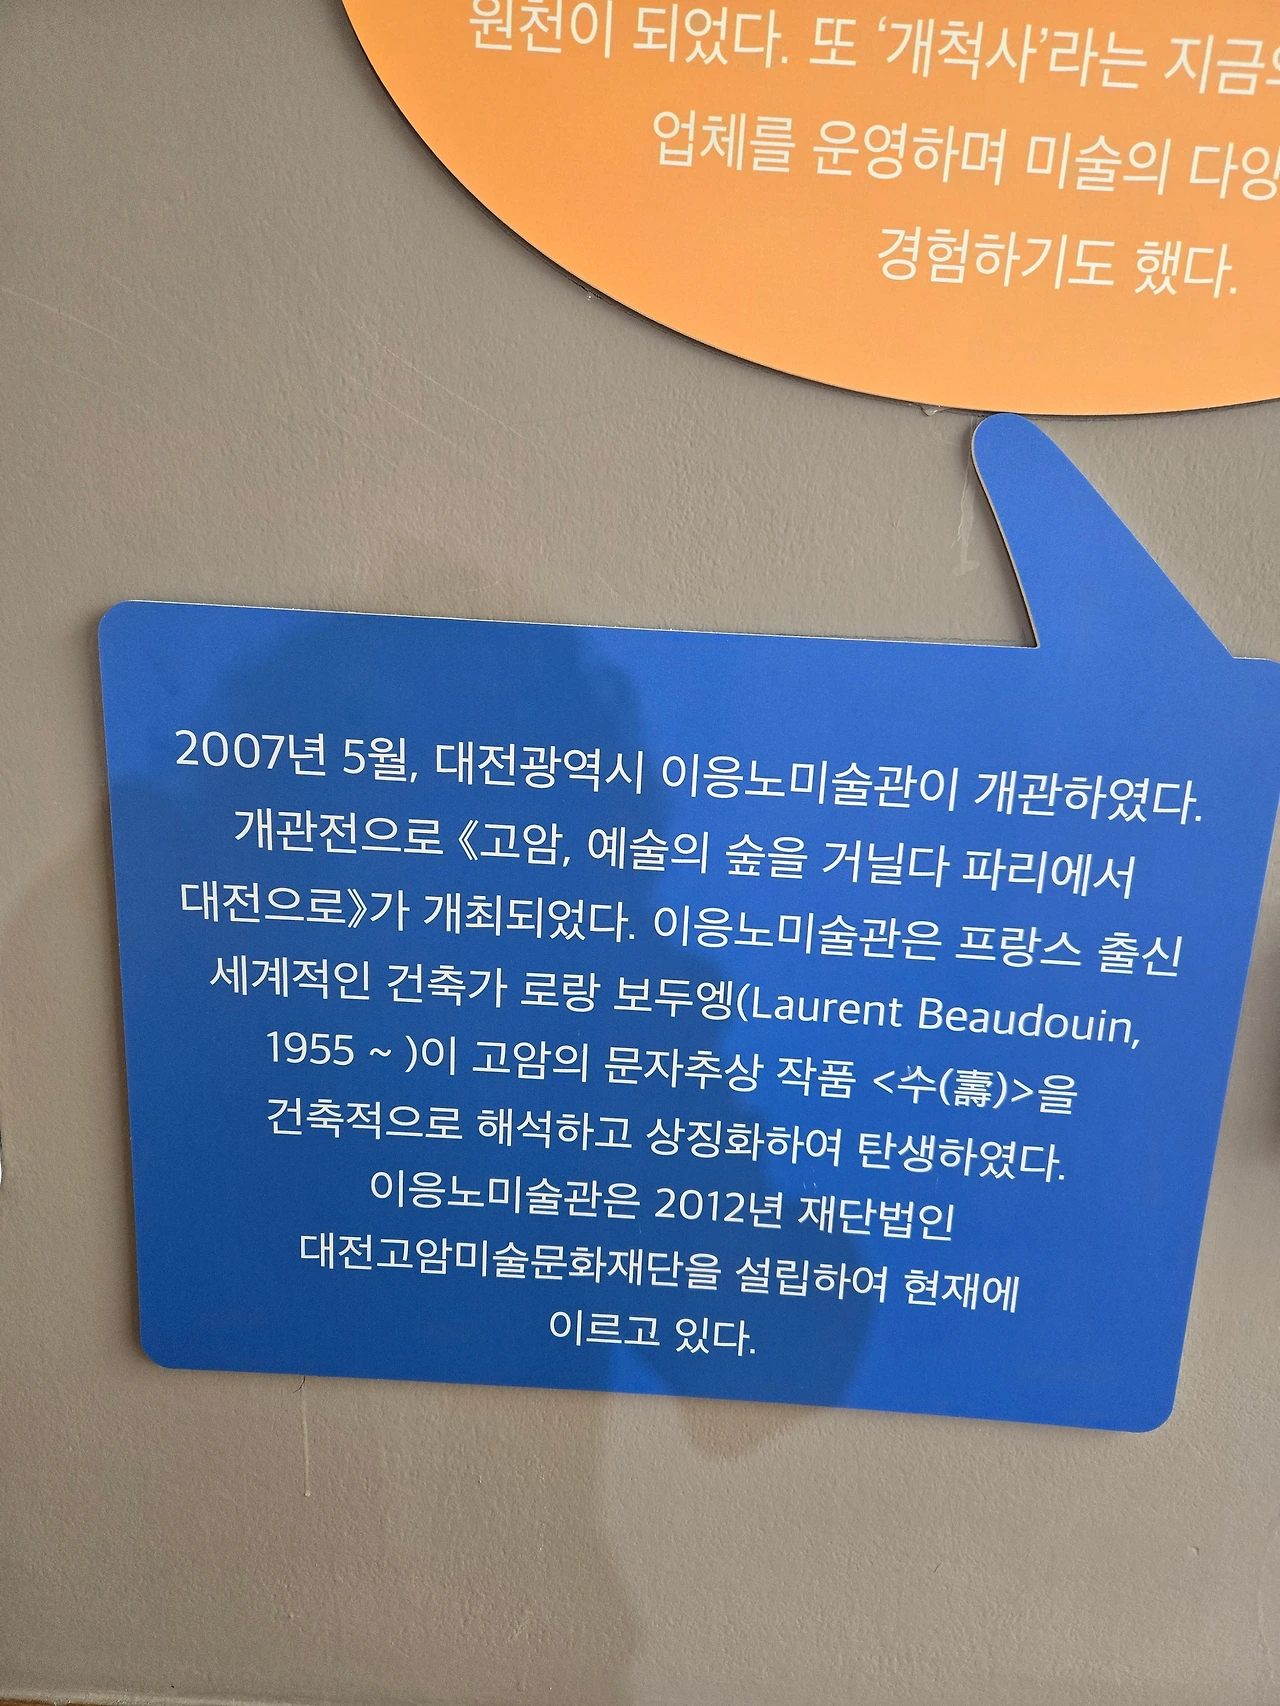 원천이 되었다. 또 ‘개척사’라는 지금의
업체를 운영하며 미술의
경험하기도 했다.
2007년 5월, 대전광역시 이응노미술관이 개관하였다.
개관전으로 《고암, 예술의 숲을 거닐다 파리에서
대전으로》가 개최되었다. 이응노미술관은 프랑스 출신
세계적인 건축가 로랑 보두엥(Laurent Beaudouin,
1955 ~ )이 고암의 문자추상 작품 <수(壽)>을
건축적으로 해석하고 상징화하여 탄생하였다.
이응노미술관은 2012년 재단법인
대전고암미술문화재단을 설립하여 현재에
이르고 있다.